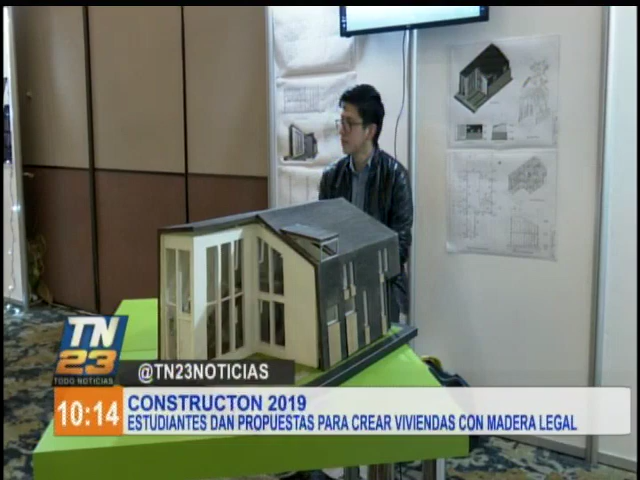 TN
23
TODO NOTICIAS
@TN23NOTICIAS
10:14
CONSTRUCTON 2019
ESTUDIANTES DAN PROPUESTAS PARA CREAR VIVIENDAS CON MADERA LEGAL